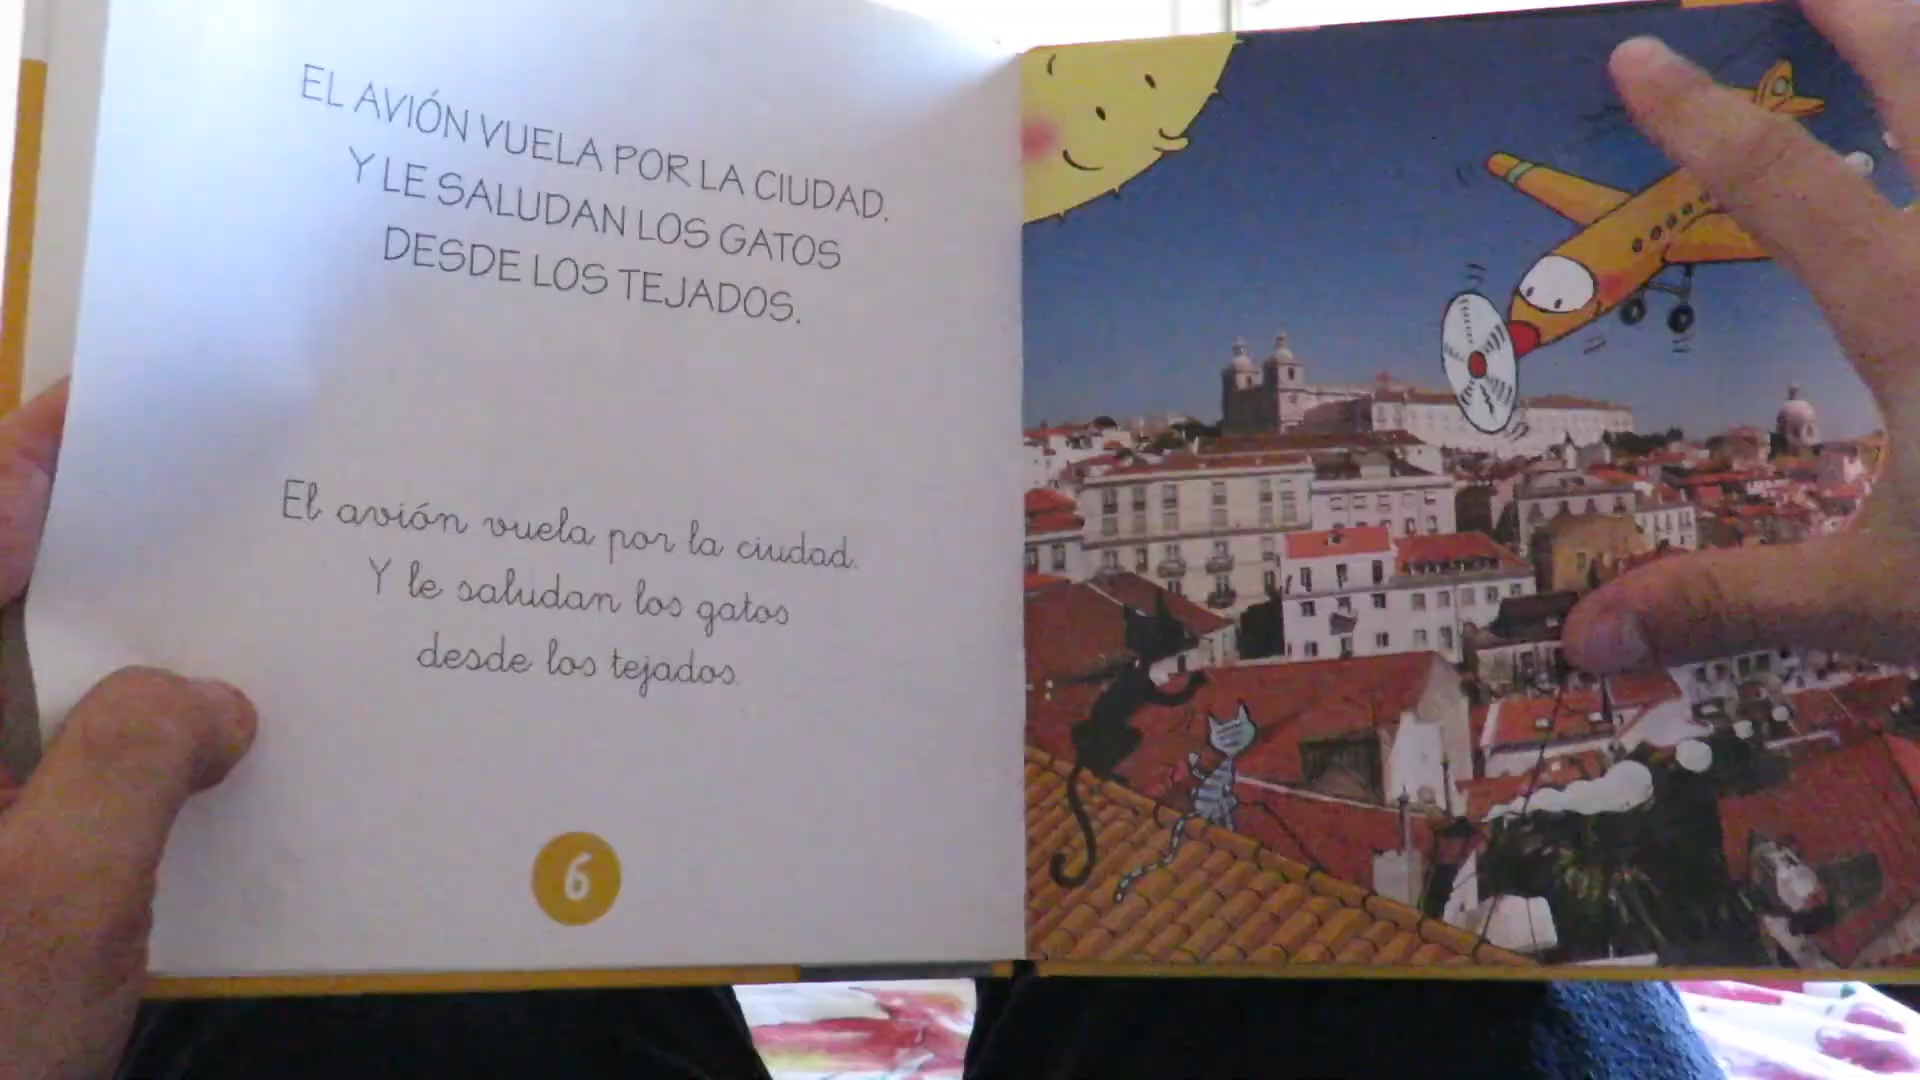 EL AVIÓN VUELA POR LA CIUDAD.
Y LE SALUDAN LOS GATOS
DESDE LOS TEJADOS.
El avión vuela por la ciudad.
Y le saludan los gatos
desde los tejados.
6